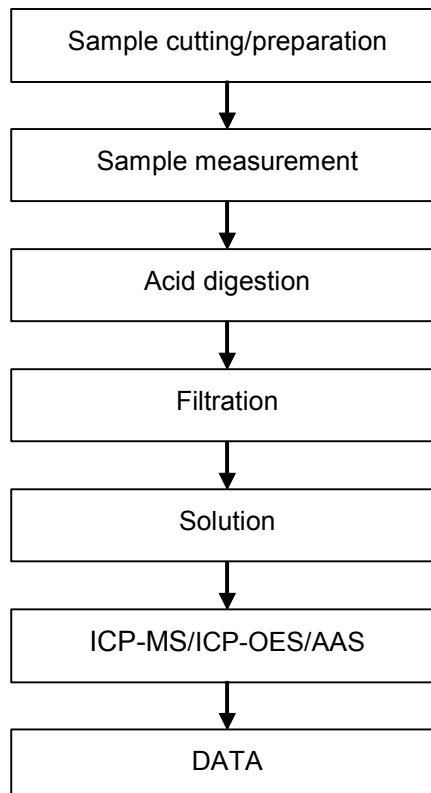 Sample cutting/preparation
Sample measurement
Acid digestion
Filtration
Solution
ICP-MS/ICP-OES/AAS
DATA